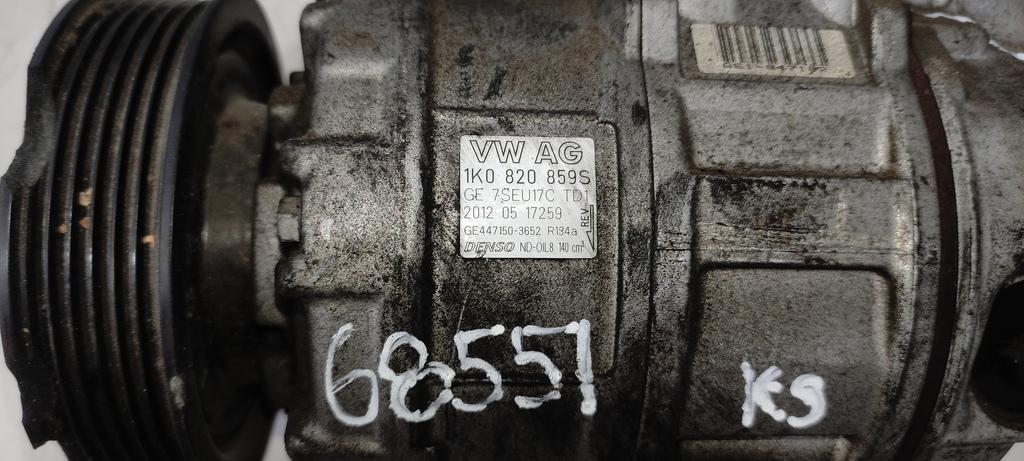 VW AG
1K0 820 859S
GE 7SEU17C TD1
2012 05 17259
REV
GE447150-3652 R134a
DENSO ND-OIL8 140 cm³
68557
KS